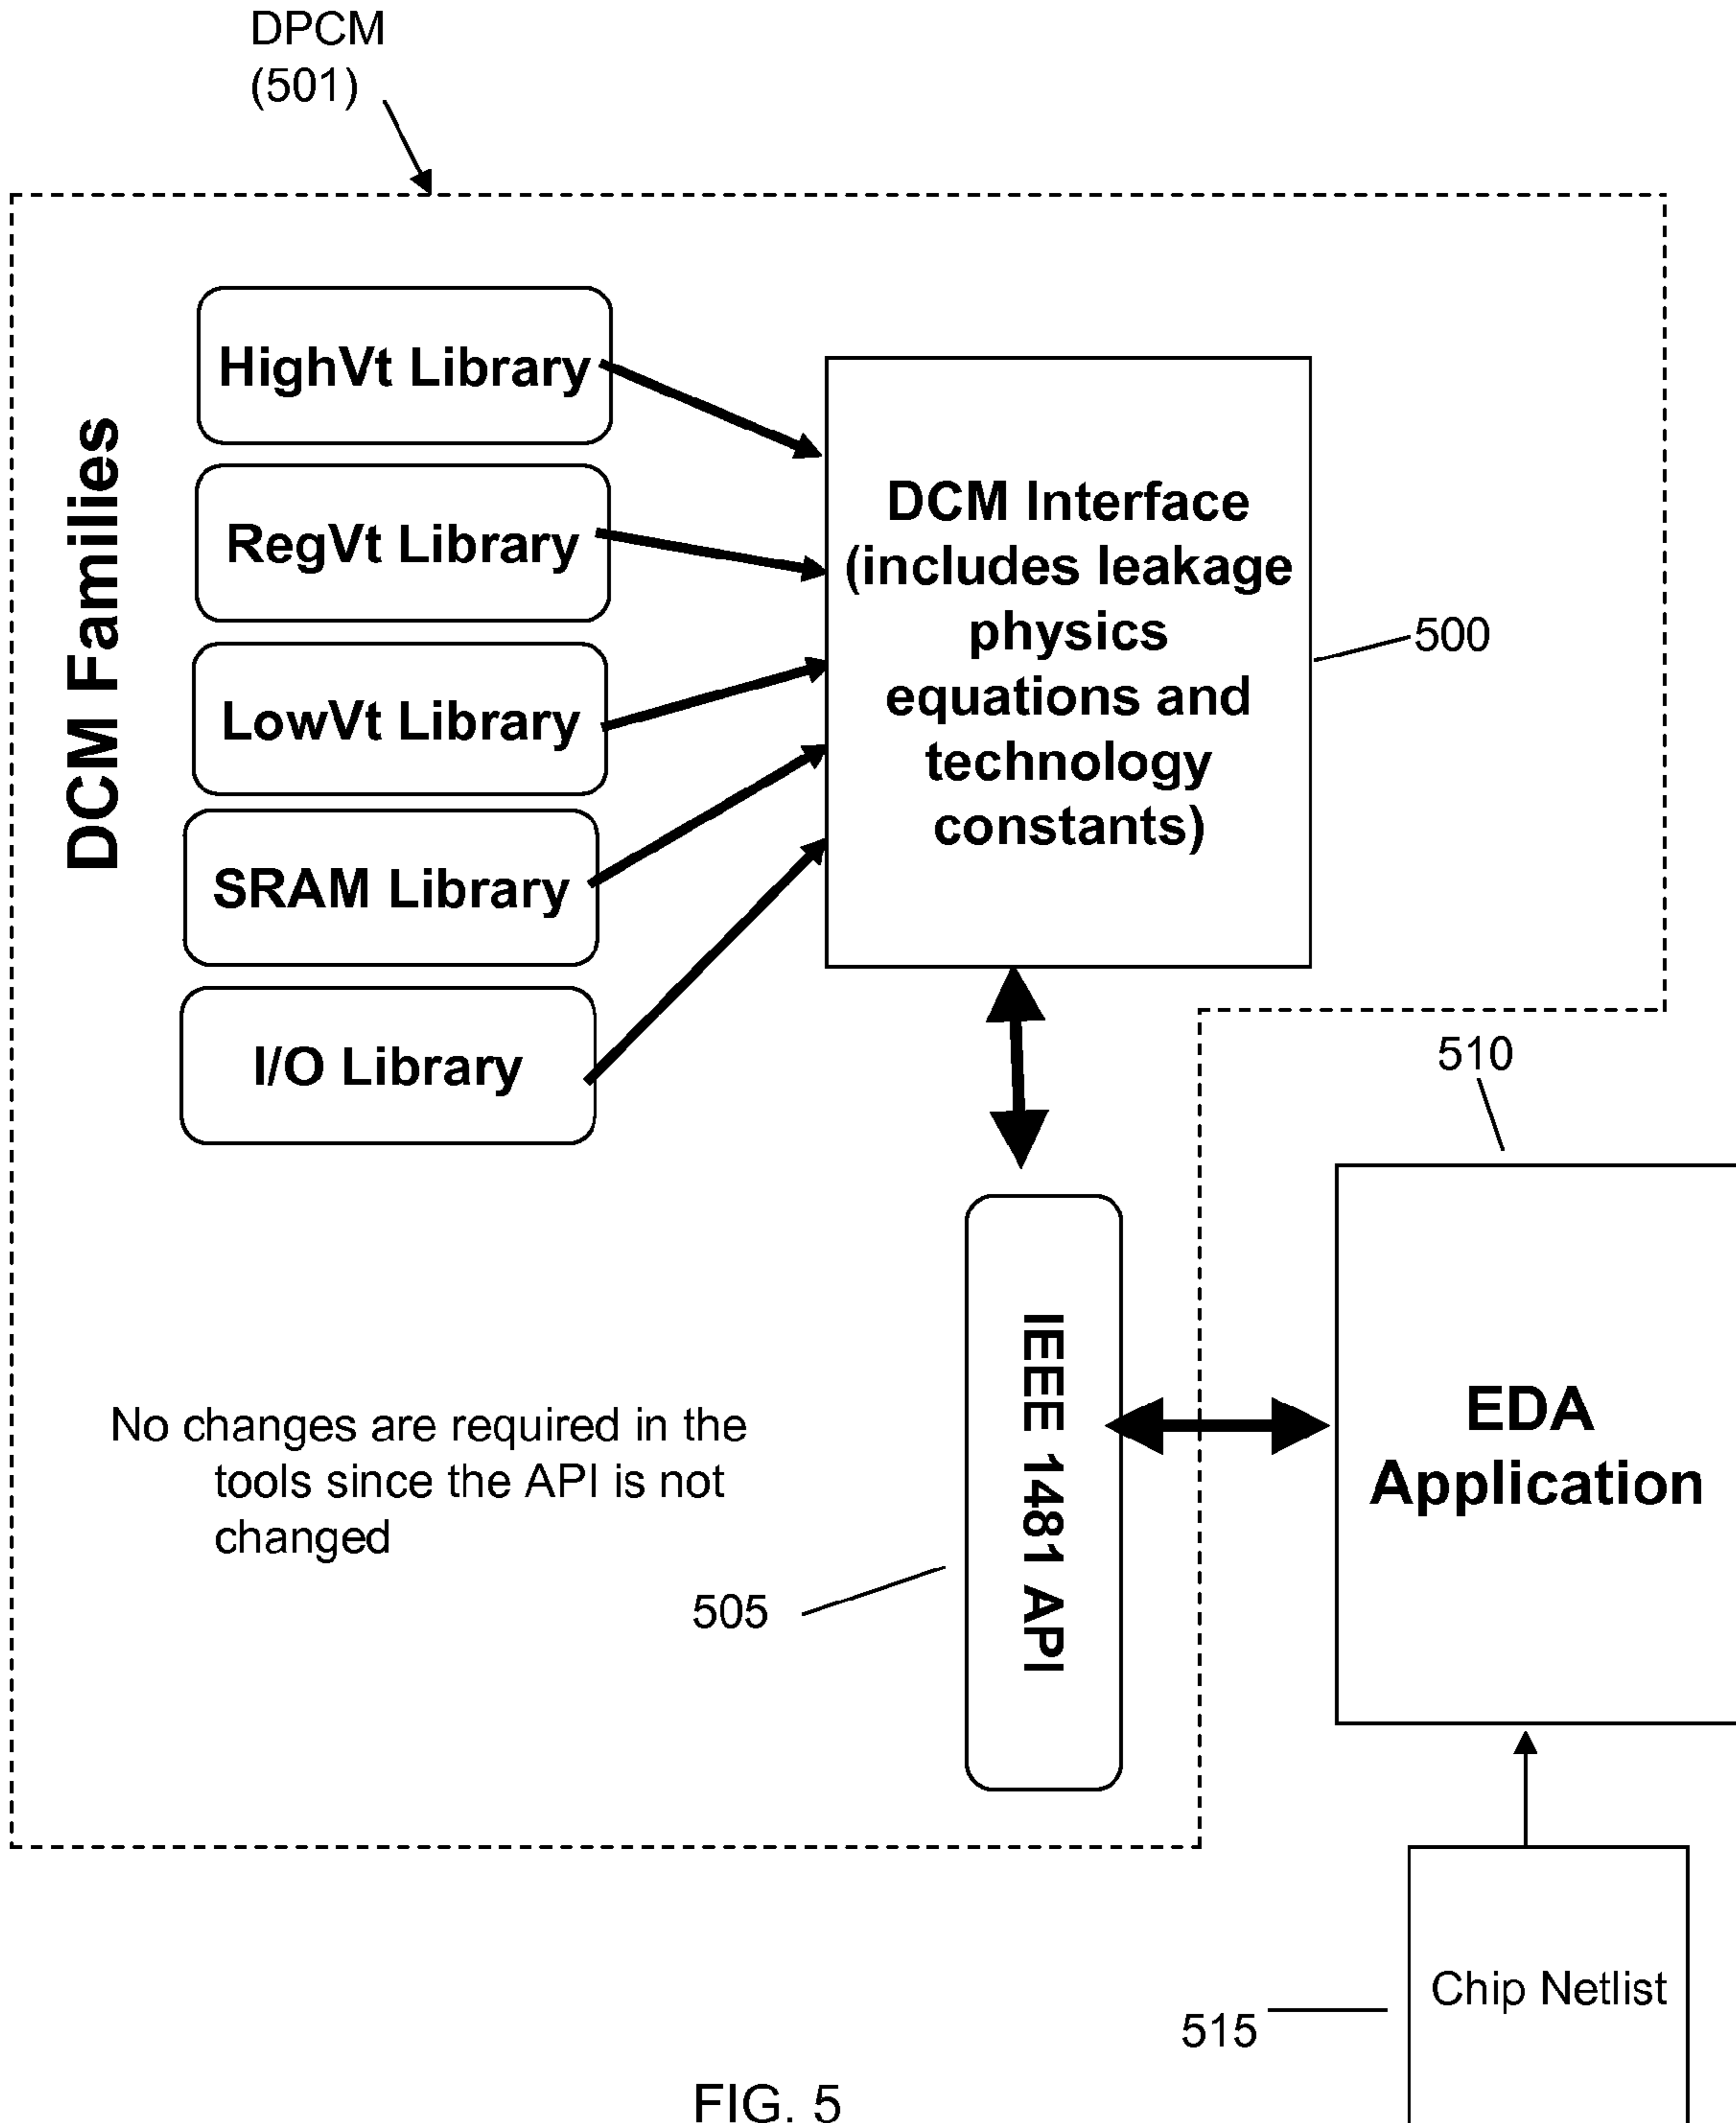 DPCM
(501)
DCM Families
HighVt Library
RegVt Library
LowVt Library
SRAM Library
I/O Library
DCM Interface
(includes leakage
physics
equations and
technology
constants)
500
510
IEEE 1481 API
EDA
Application
No changes are required in the
tools since the API is not
changed
505
Chip Netlist
515
FIG. 5